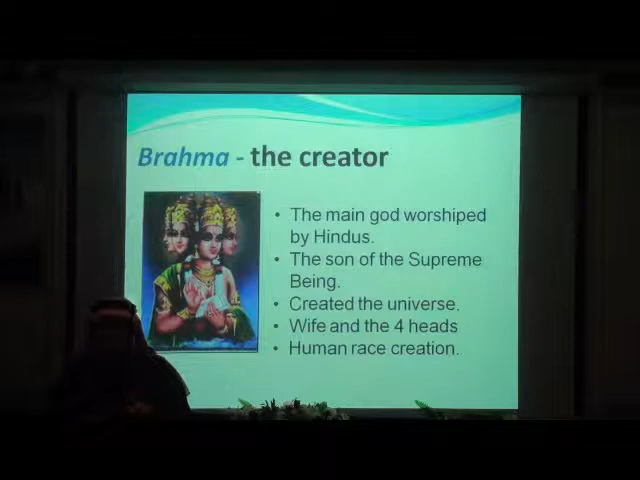 Brahma - the creator
• The main god worshiped
by Hindus.
• The son of the Supreme
Being.
• Created the universe.
• Wife and the 4 heads
• Human race creation.